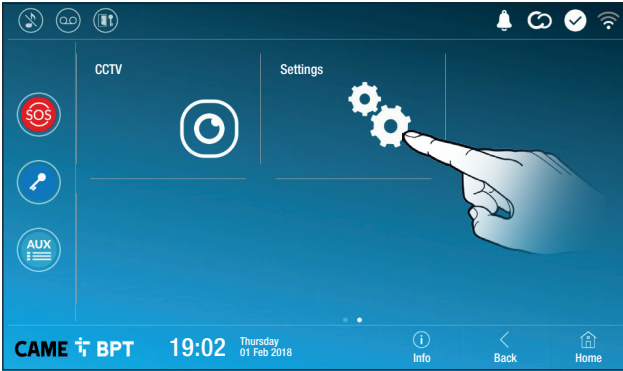 CCTV
Settings
SOS
AUX
CAME BPT
19:02
Thursday
01 Feb 2018
Info
Back
Home